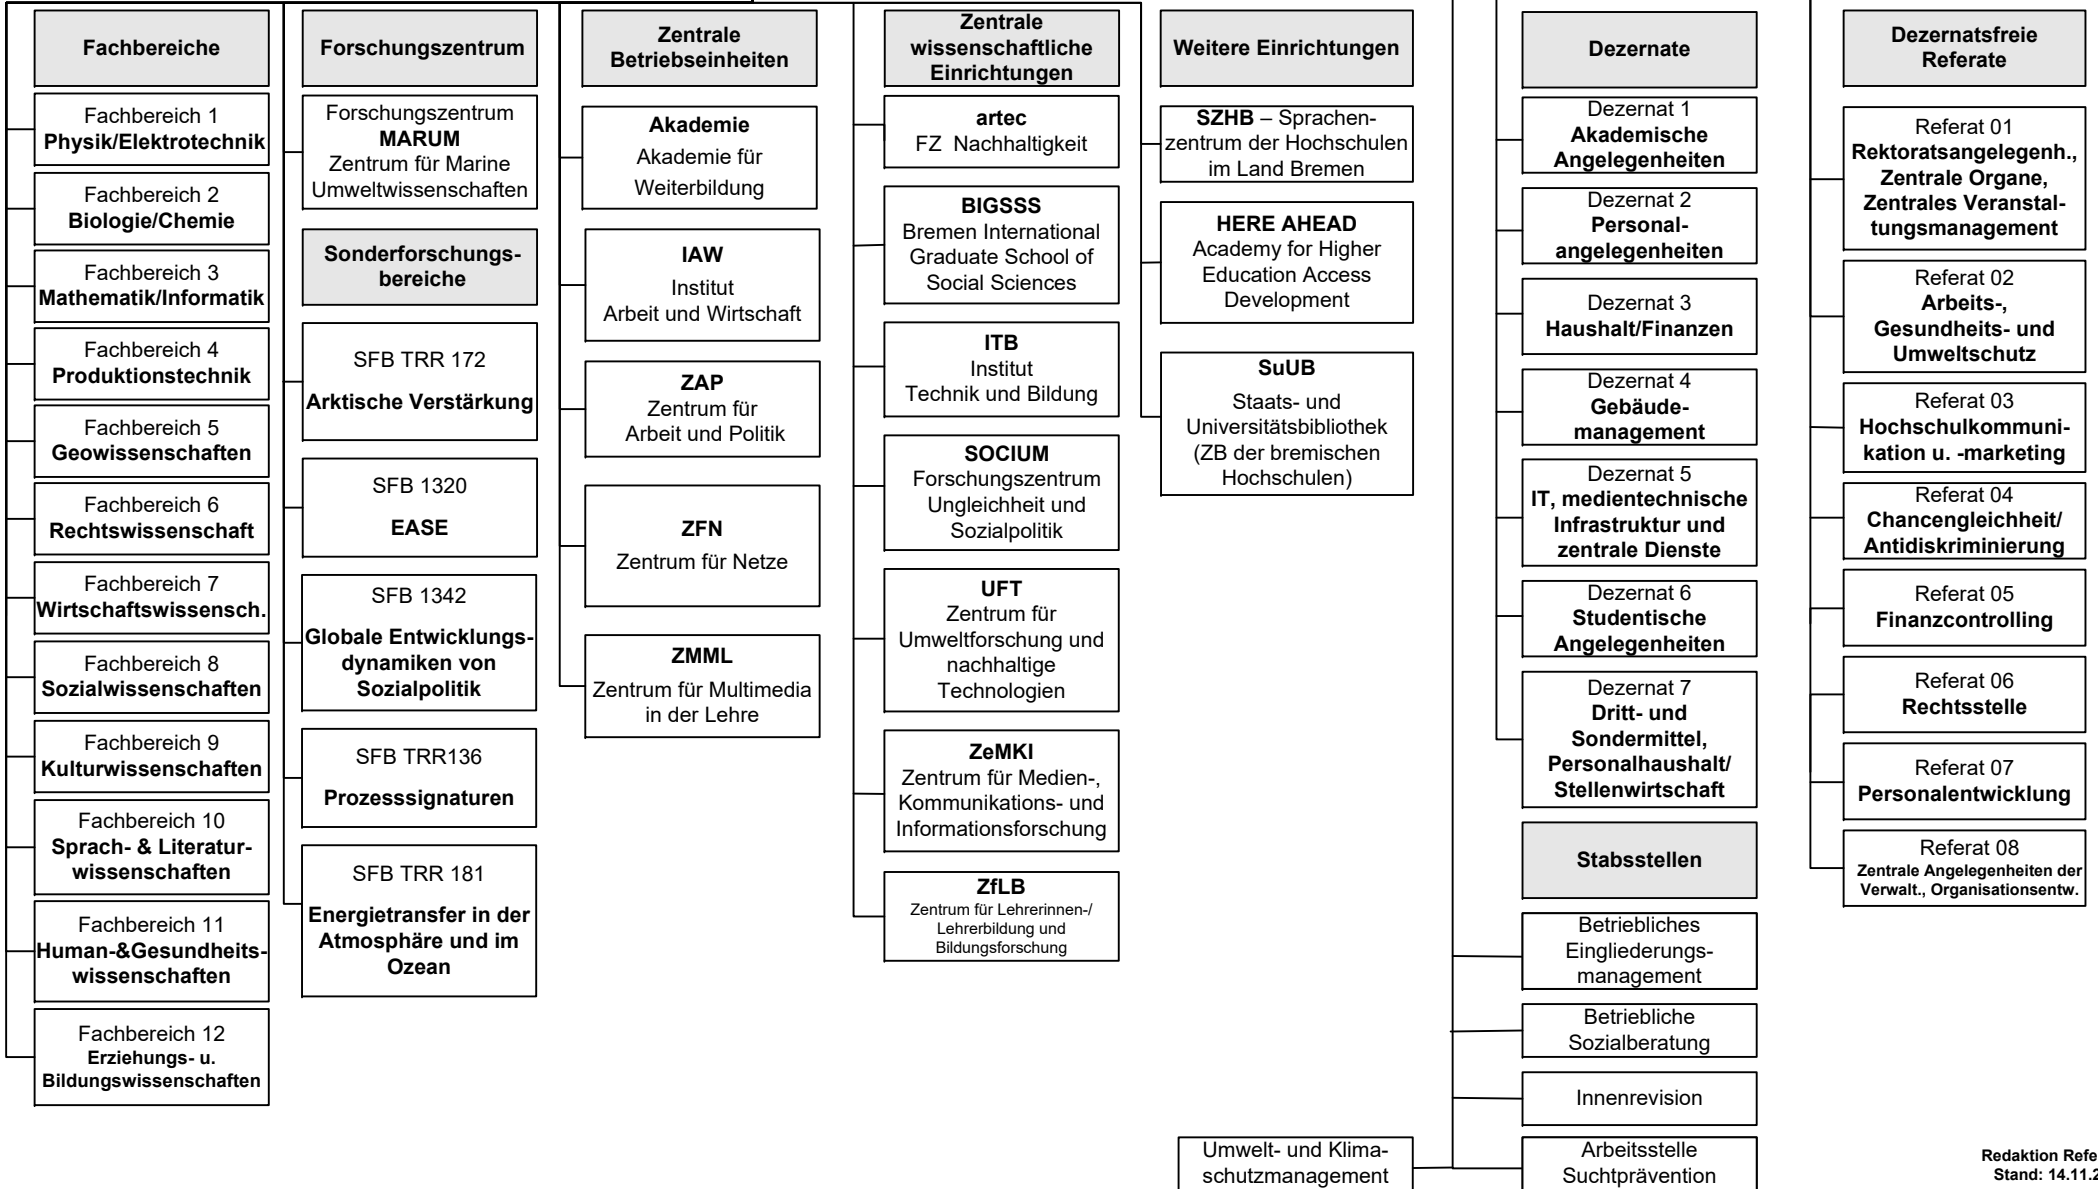 Fachbereiche
Fachbereich 1
Physik/Elektrotechnik
Fachbereich 2
Biologie/Chemie
Fachbereich 3
Mathematik/Informatik
Fachbereich 4
Produktionstechnik
Fachbereich 5
Geowissenschaften
Fachbereich 6
Rechtswissenschaft
Fachbereich 7
Wirtschaftswissensch.
Fachbereich 8
Sozialwissenschaften
Fachbereich 9
Kulturwissenschaften
Fachbereich 10
Sprach- & Literatur-
wissenschaften
Fachbereich 11
Human-&Gesundheits-
wissenschaften
Fachbereich 12
Erziehungs- u.
Bildungswissenschaften
Forschungszentrum
Forschungszentrum
MARUM
Zentrum für Marine
Umweltwissenschaften
Sonderforschungs-
bereiche
SFB TRR 172
Arktische Verstärkung
SFB 1320
EASE
SFB 1342
Globale Entwicklungs-
dynamiken von
Sozialpolitik
SFB TRR136
Prozesssignaturen
SFB TRR 181
Energietransfer in der
Atmosphäre und im
Ozean
Zentrale
Betriebseinheiten
Akademie
Akademie für
Weiterbildung
IAW
Institut
Arbeit und Wirtschaft
ZAP
Zentrum für
Arbeit und Politik
ZFN
Zentrum für Netze
ZMML
Zentrum für Multimedia
in der Lehre
Zentrale
wissenschaftliche
Einrichtungen
artec
FZ Nachhaltigkeit
BIGSSS
Bremen International
Graduate School of
Social Sciences
ITB
Institut
Technik und Bildung
SOCIUM
Forschungszentrum
Ungleichheit und
Sozialpolitik
UFT
Zentrum für
Umweltforschung und
nachhaltige
Technologien
ZeMKI
Zentrum für Medien-,
Kommunikations- und
Informationsforschung
ZfLB
Zentrum für Lehrerinnen-/
Lehrerbildung und
Bildungsforschung
Weitere Einrichtungen
SZHB – Sprachen-
zentrum der Hochschulen
im Land Bremen
HERE AHEAD
Academy for Higher
Education Access
Development
SuUB
Staats- und
Universitätsbibliothek
(ZB der bremischen
Hochschulen)
Dezernate
Dezernat 1
Akademische
Angelegenheiten
Dezernat 2
Personal-
angelegenheiten
Dezernat 3
Haushalt/Finanzen
Dezernat 4
Gebäude-
management
Dezernat 5
IT, medientechnische
Infrastruktur und
zentrale Dienste
Dezernat 6
Studentische
Angelegenheiten
Dezernat 7
Dritt- und
Sondermittel,
Personalhaushalt/
Stellenwirtschaft
Stabsstellen
Betriebliches
Eingliederungs-
management
Betriebliche
Sozialberatung
Innenrevision
Umwelt- und Klima-
schutzmanagement
Arbeitsstelle
Suchtprävention
Dezernatsfreie
Referate
Referat 01
Rektoratsangelegenh.,
Zentrale Organe,
Zentrales Veranstal-
tungsmanagement
Referat 02
Arbeits-,
Gesundheits- und
Umweltschutz
Referat 03
Hochschulkommuni-
kation u. -marketing
Referat 04
Chancengleichheit/
Antidiskriminierung
Referat 05
Finanzcontrolling
Referat 06
Rechtsstelle
Referat 07
Personalentwicklung
Referat 08
Zentrale Angelegenheiten der
Verwalt., Organisationsentw.
Redaktion Refe
Stand: 14.11.2